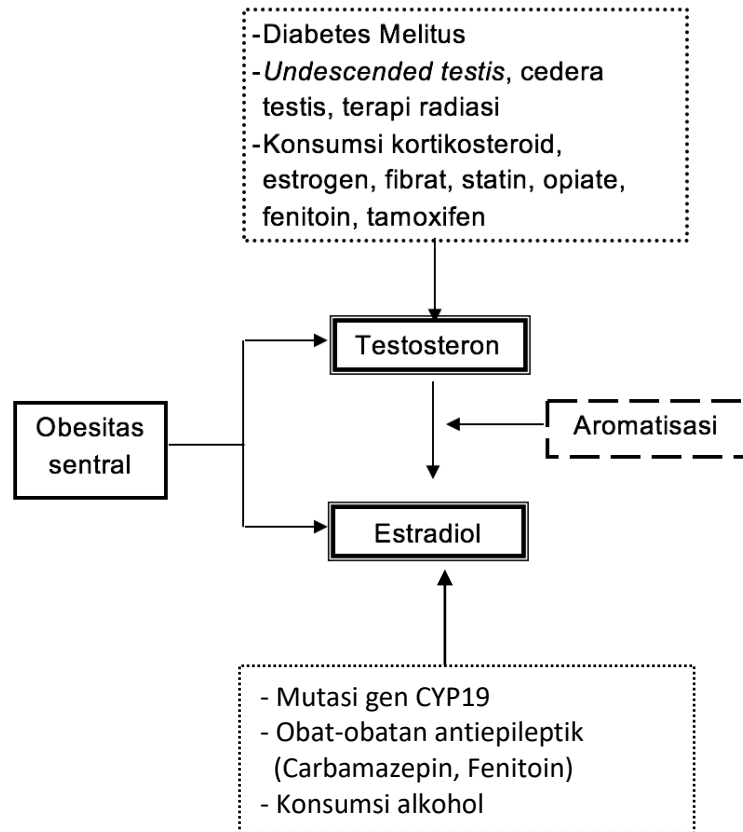 -Diabetes Melitus
-Undescended testis, cedera
testis, terapi radiasi
-Konsumsi kortikosteroid,
estrogen, fibrat, statin, opiate,
fenitoin, tamoxifen
Testosteron
Obesitas
sentral
Aromatisasi
Estradiol
- Mutasi gen CYP19
- Obat-obatan antiepileptik
(Carbamazepin, Fenitoin)
- Konsumsi alkohol